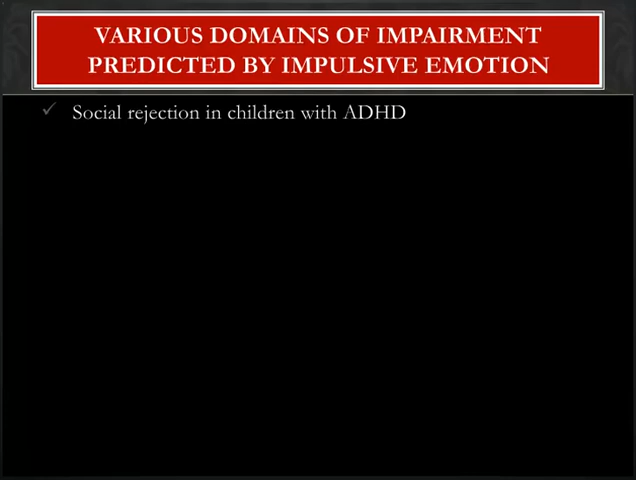 VARIOUS DOMAINS OF IMPAIRMENT
PREDICTED BY IMPULSIVE EMOTION
Social rejection in children with ADHD